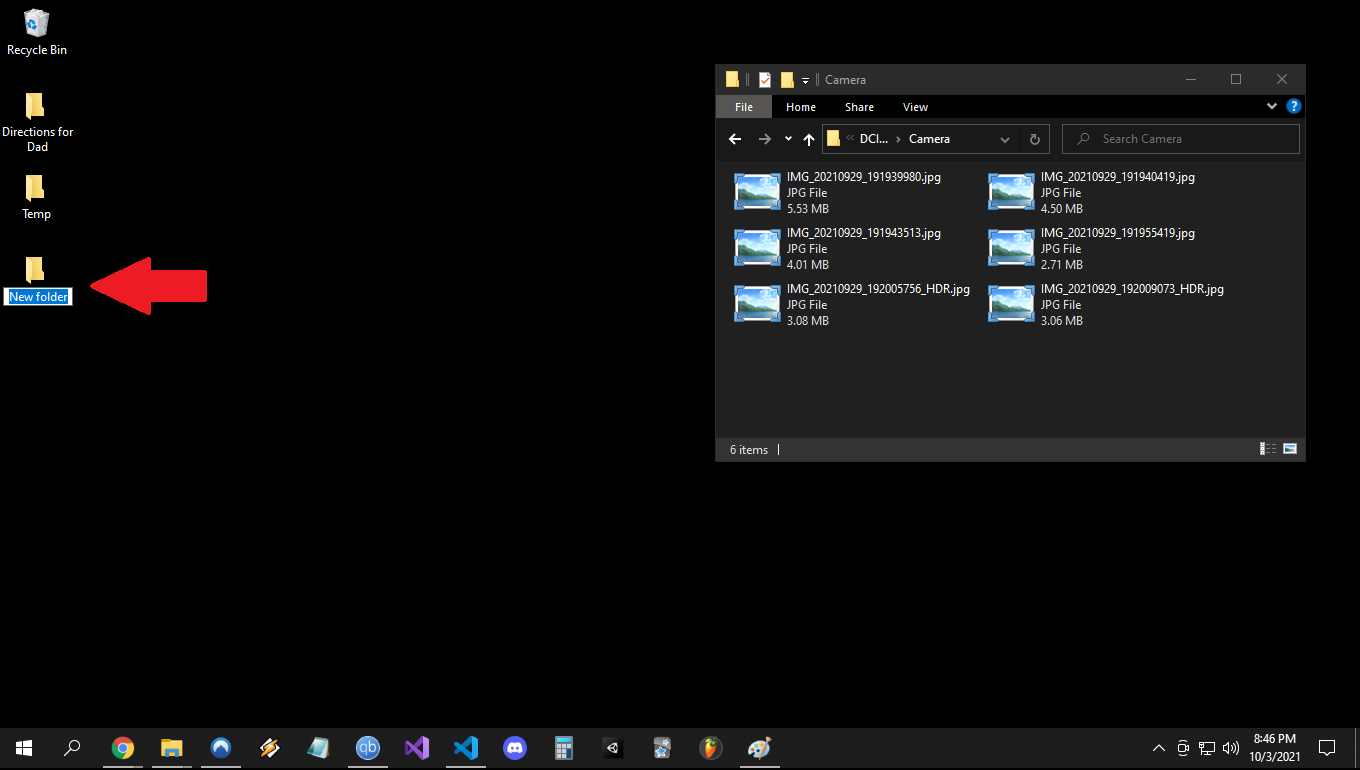 Recycle Bin
Directions for
Dad
Temp
New folder
Camera
File Home Share View
DCI... Camera
Search Camera
IMG_20210929_191939980.jpg
JPG File
5.53 MB
IMG_20210929_191940419.jpg
JPG File
4.50 MB
IMG_20210929_191943513.jpg
JPG File
4.01 MB
IMG_20210929_191955419.jpg
JPG File
2.71 MB
IMG_20210929_192005756_HDR.jpg
JPG File
3.08 MB
IMG_20210929_192009073_HDR.jpg
JPG File
3.06 MB
6 items
qb
8:46 PM
10/3/2021